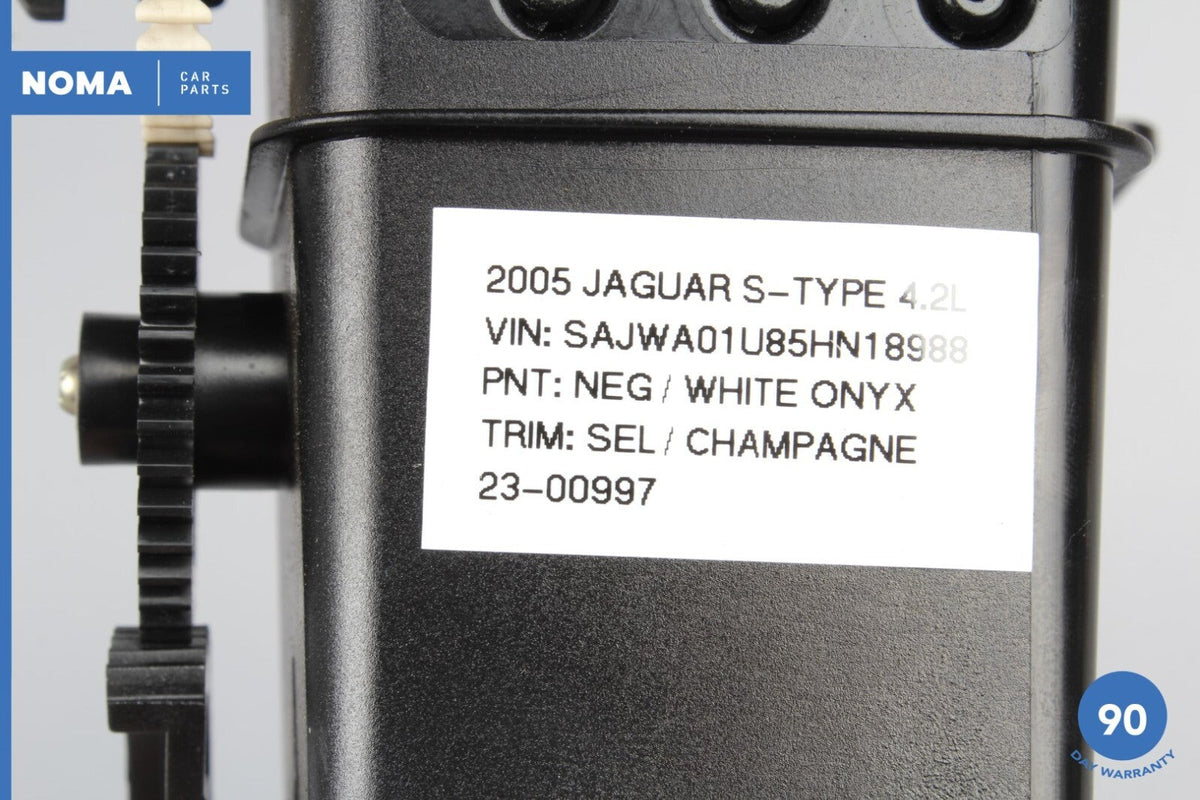 NOMA
CAR
PARTS
2005 JAGUAR S-TYPE 4.2L
VIN: SAJWA01U85HN18988
PNT: NEG / WHITE ONYX
TRIM: SEL / CHAMPAGNE
23-00997
90
DAY WARRANTY